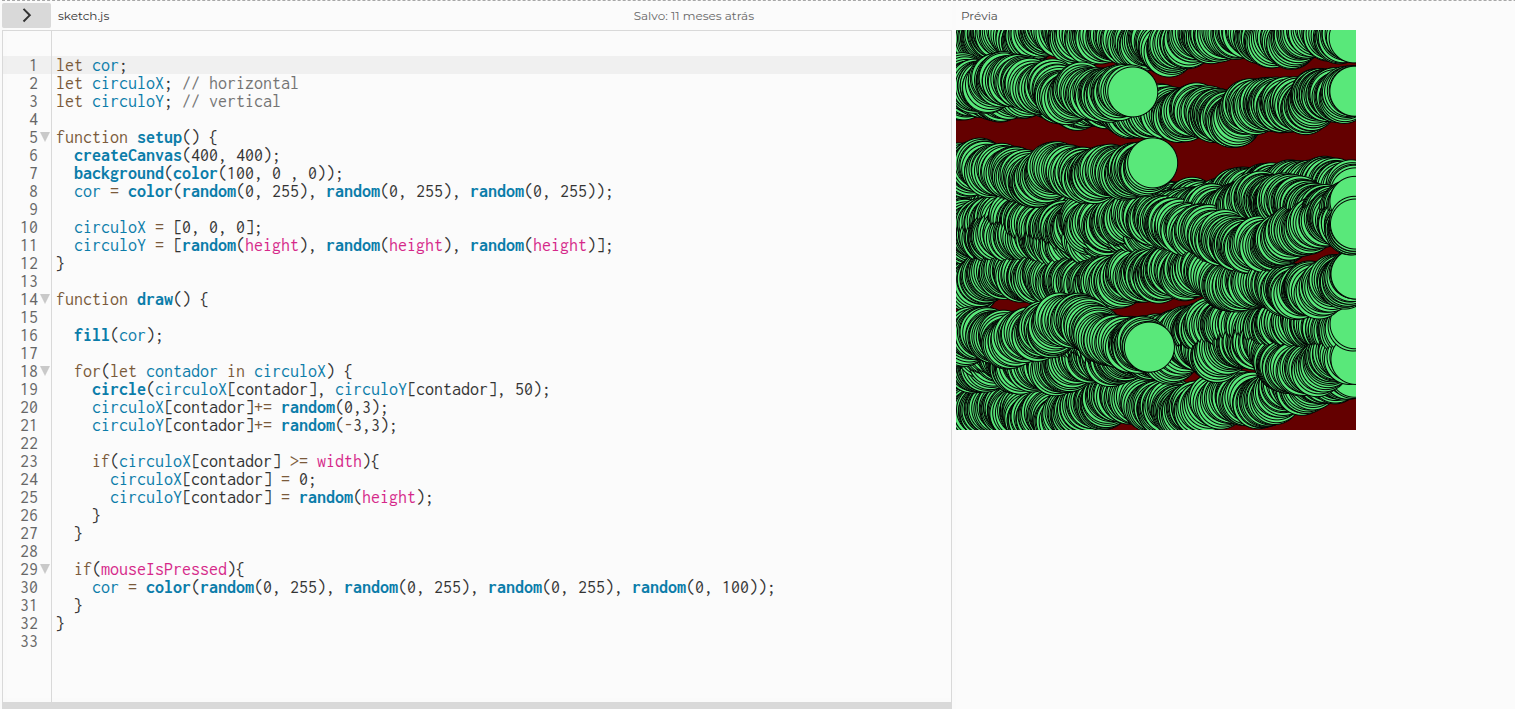 sketch.js
Salvo: 11 meses atrás
Prévia
1 let cor;
2 let circuloX; // horizontal
3 let circuloY; // vertical
4
5 function setup() {
6   createCanvas(400, 400);
7   background(color(100, 0 , 0));
8   cor = color(random(0, 255), random(0, 255), random(0, 255));
9
10   circuloX = [0, 0, 0];
11   circuloY = [random(height), random(height), random(height)];
12 }
13
14 function draw() {
15
16   fill(cor);
17
18   for(let contador in circuloX) {
19     circle(circuloX[contador], circuloY[contador], 50);
20     circuloX[contador]+= random(0,3);
21     circuloY[contador]+= random(-3,3);
22
23     if(circuloX[contador] >= width){
24       circuloX[contador] = 0;
25       circuloY[contador] = random(height);
26     }
27   }
28
29   if(mouseIsPressed){
30     cor = color(random(0, 255), random(0, 255), random(0, 255), random(0, 100));
31   }
32 }
33